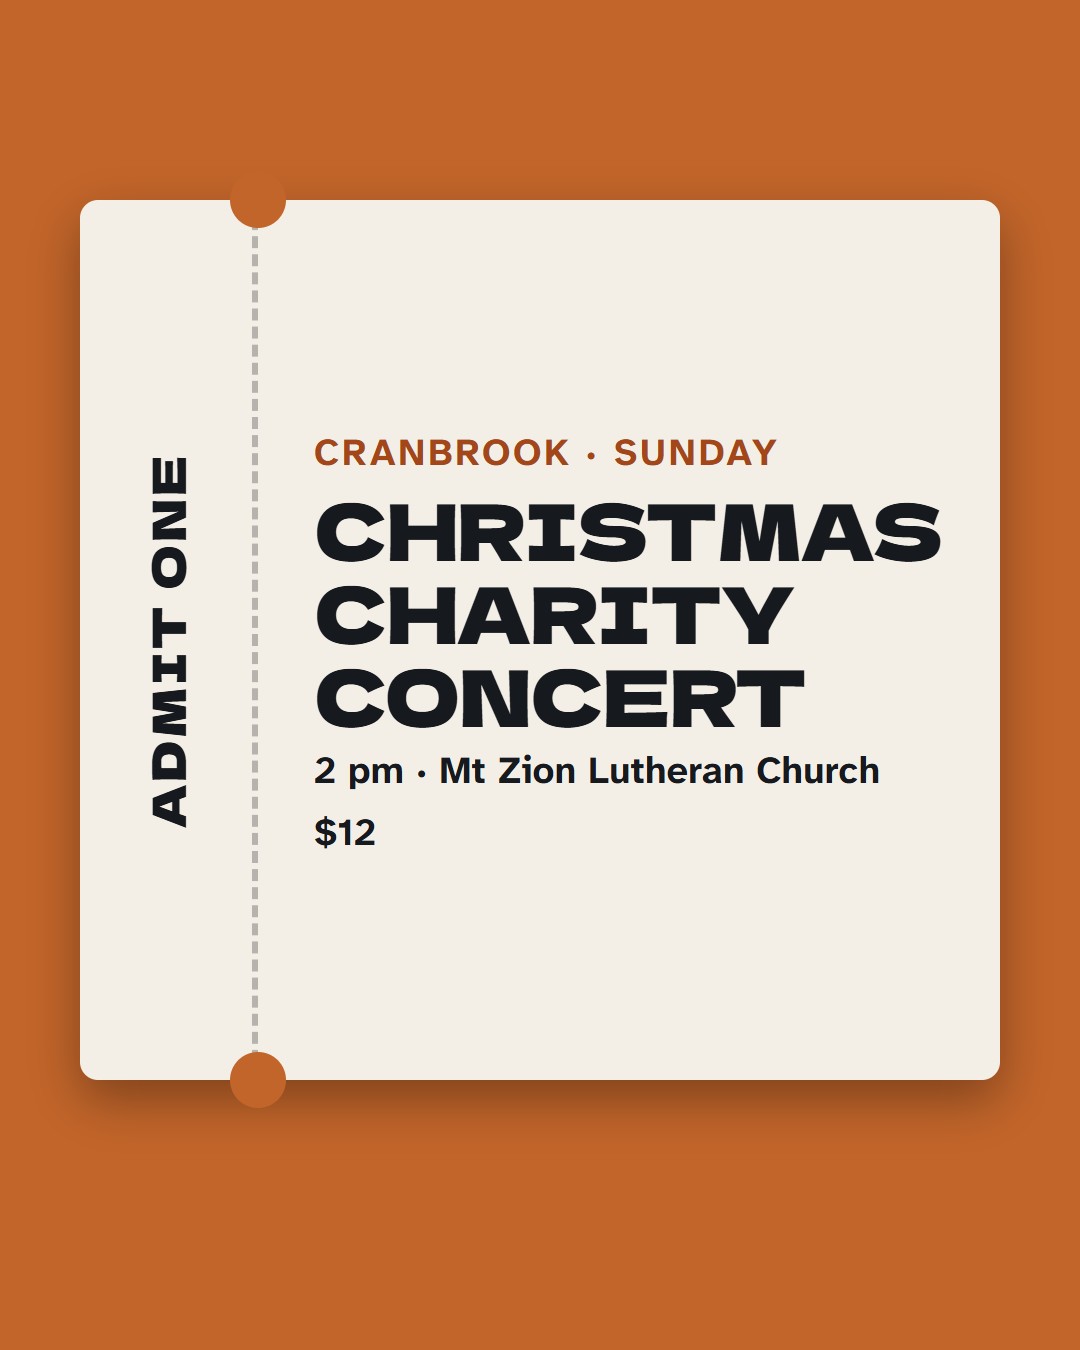 ADMIT ONE
CRANBROOK · SUNDAY
CHRISTMAS
CHARITY
CONCERT
2 pm · Mt Zion Lutheran Church
$12